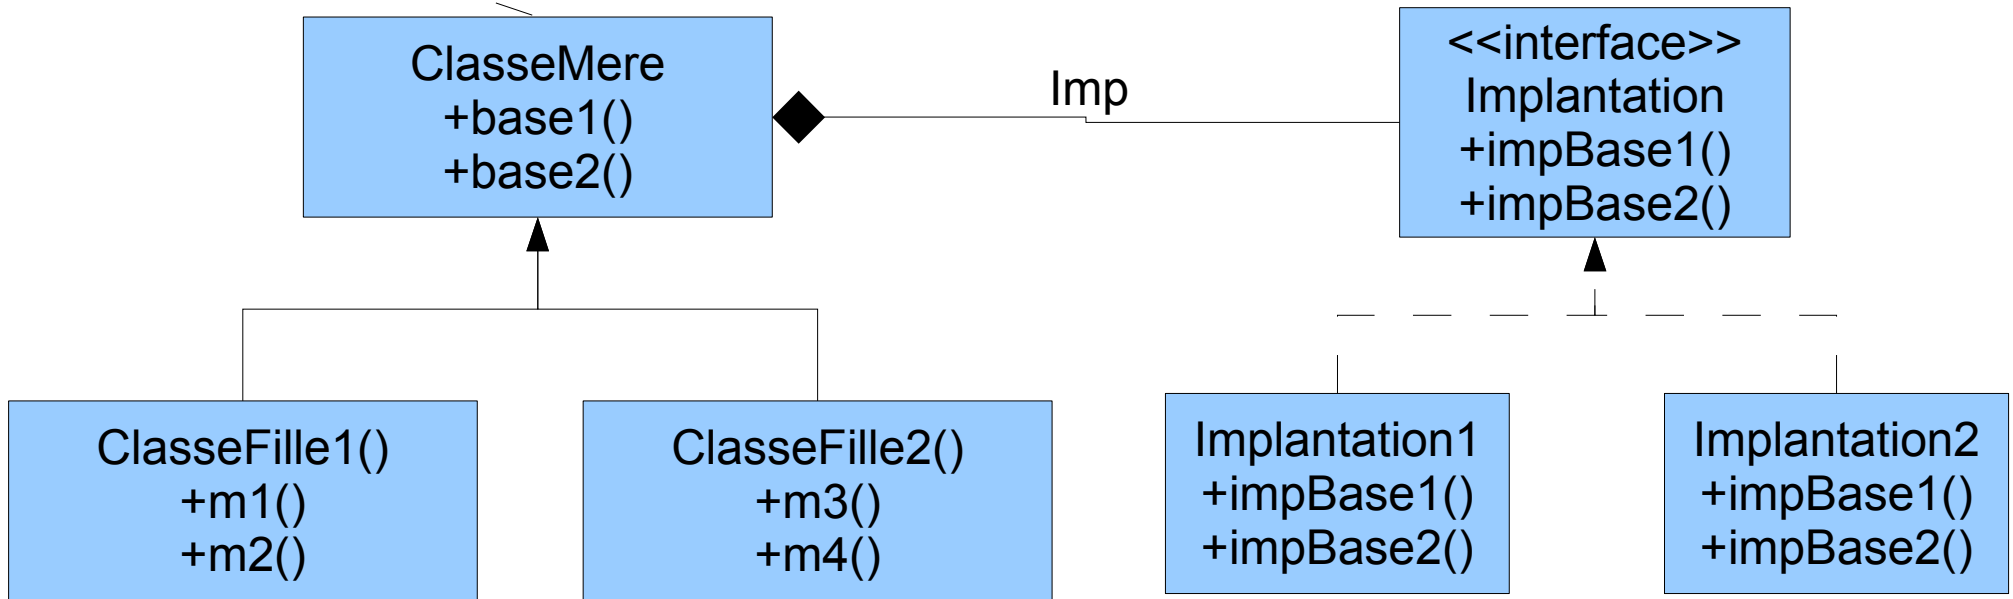 ClasseMere
+base1()
+base2()
Imp
<<interface>>
Implantation
+impBase1()
+impBase2()
ClasseFille1()
+m1()
+m2()
ClasseFille2()
+m3()
+m4()
Implantation1
+impBase1()
+impBase2()
Implantation2
+impBase1()
+impBase2()